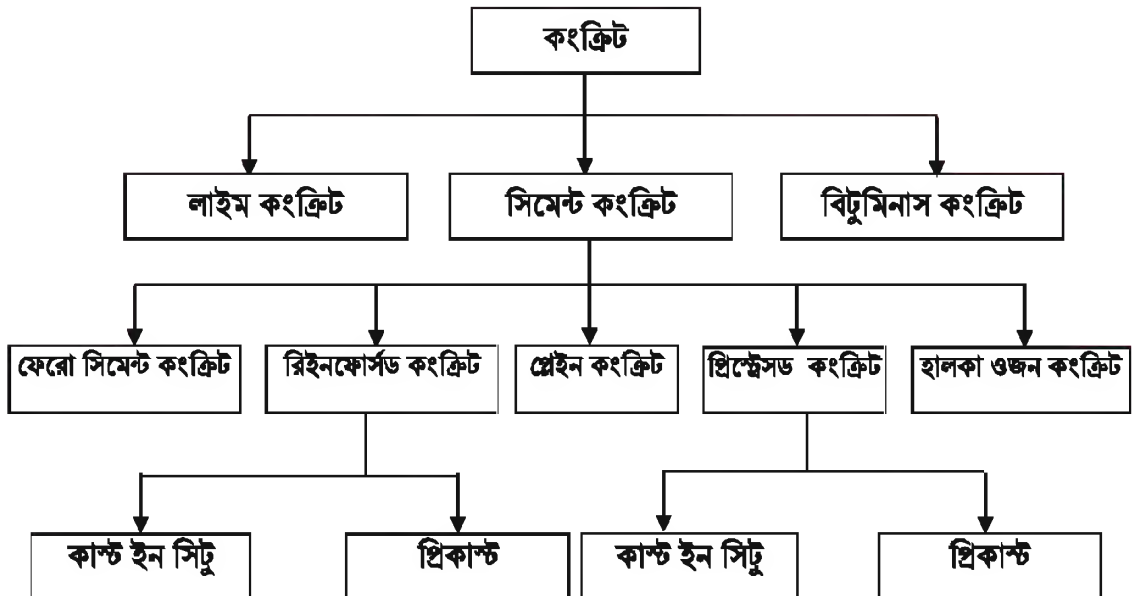 কংক্রিট
লাইম কংক্রিট
সিমেন্ট কংক্রিট
বিটুমিনাস কংক্রিট
ফেরো সিমেন্ট কংক্রিট
রিইনফোর্সড কংক্রিট
প্লেইন কংক্রিট
প্রিস্ট্রেসড কংক্রিট
হালকা ওজন কংক্রিট
কাস্ট ইন সিটু
প্রিকাস্ট
কাস্ট ইন সিটু
প্রিকাস্ট